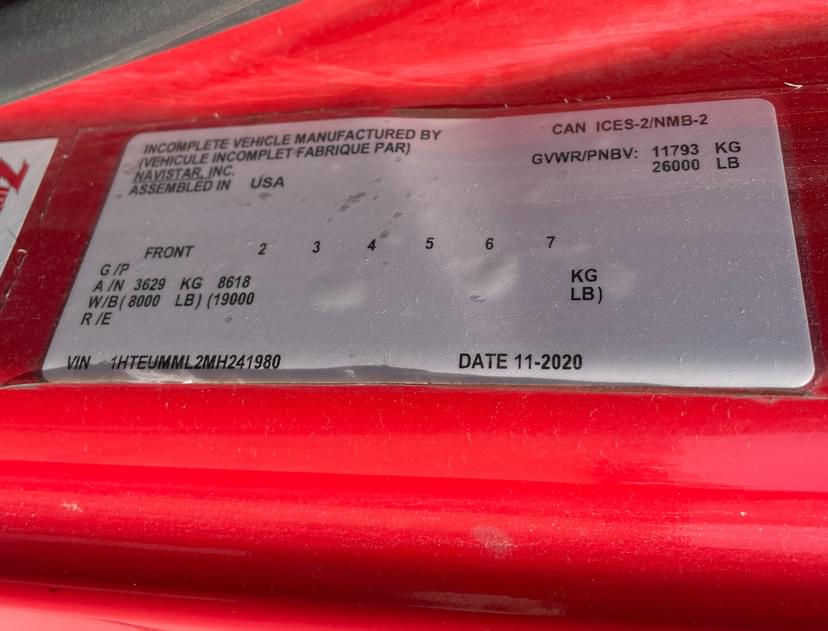 INCOMPLETE VEHICLE MANUFACTURED BY
(VEHICULE INCOMPLET FABRIQUE PAR)
NAVISTAR, INC.
ASSEMBLED IN USA
CAN ICES-2/NMB-2
GVWR/PNBV: 11793 KG
26000 LB
FRONT 2 3 4 5 6 7
G/P
A/N 3629 KG 8618 KG
W/B( 8000 LB) (19000 LB)
R/E
VIN 1HTEUMML2MH241980
DATE 11-2020